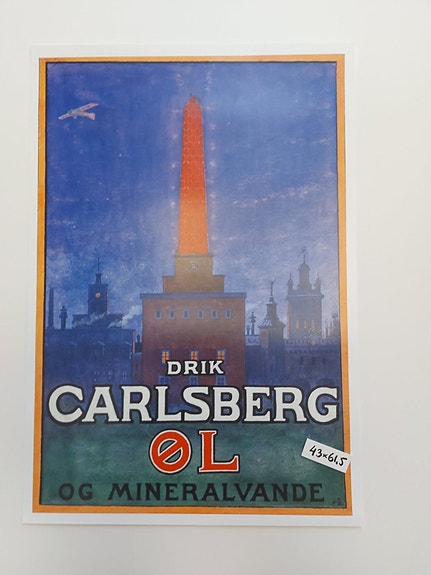 DRIK
CARLSBERG
ØL
43×61,5
OG MINERALVANDE